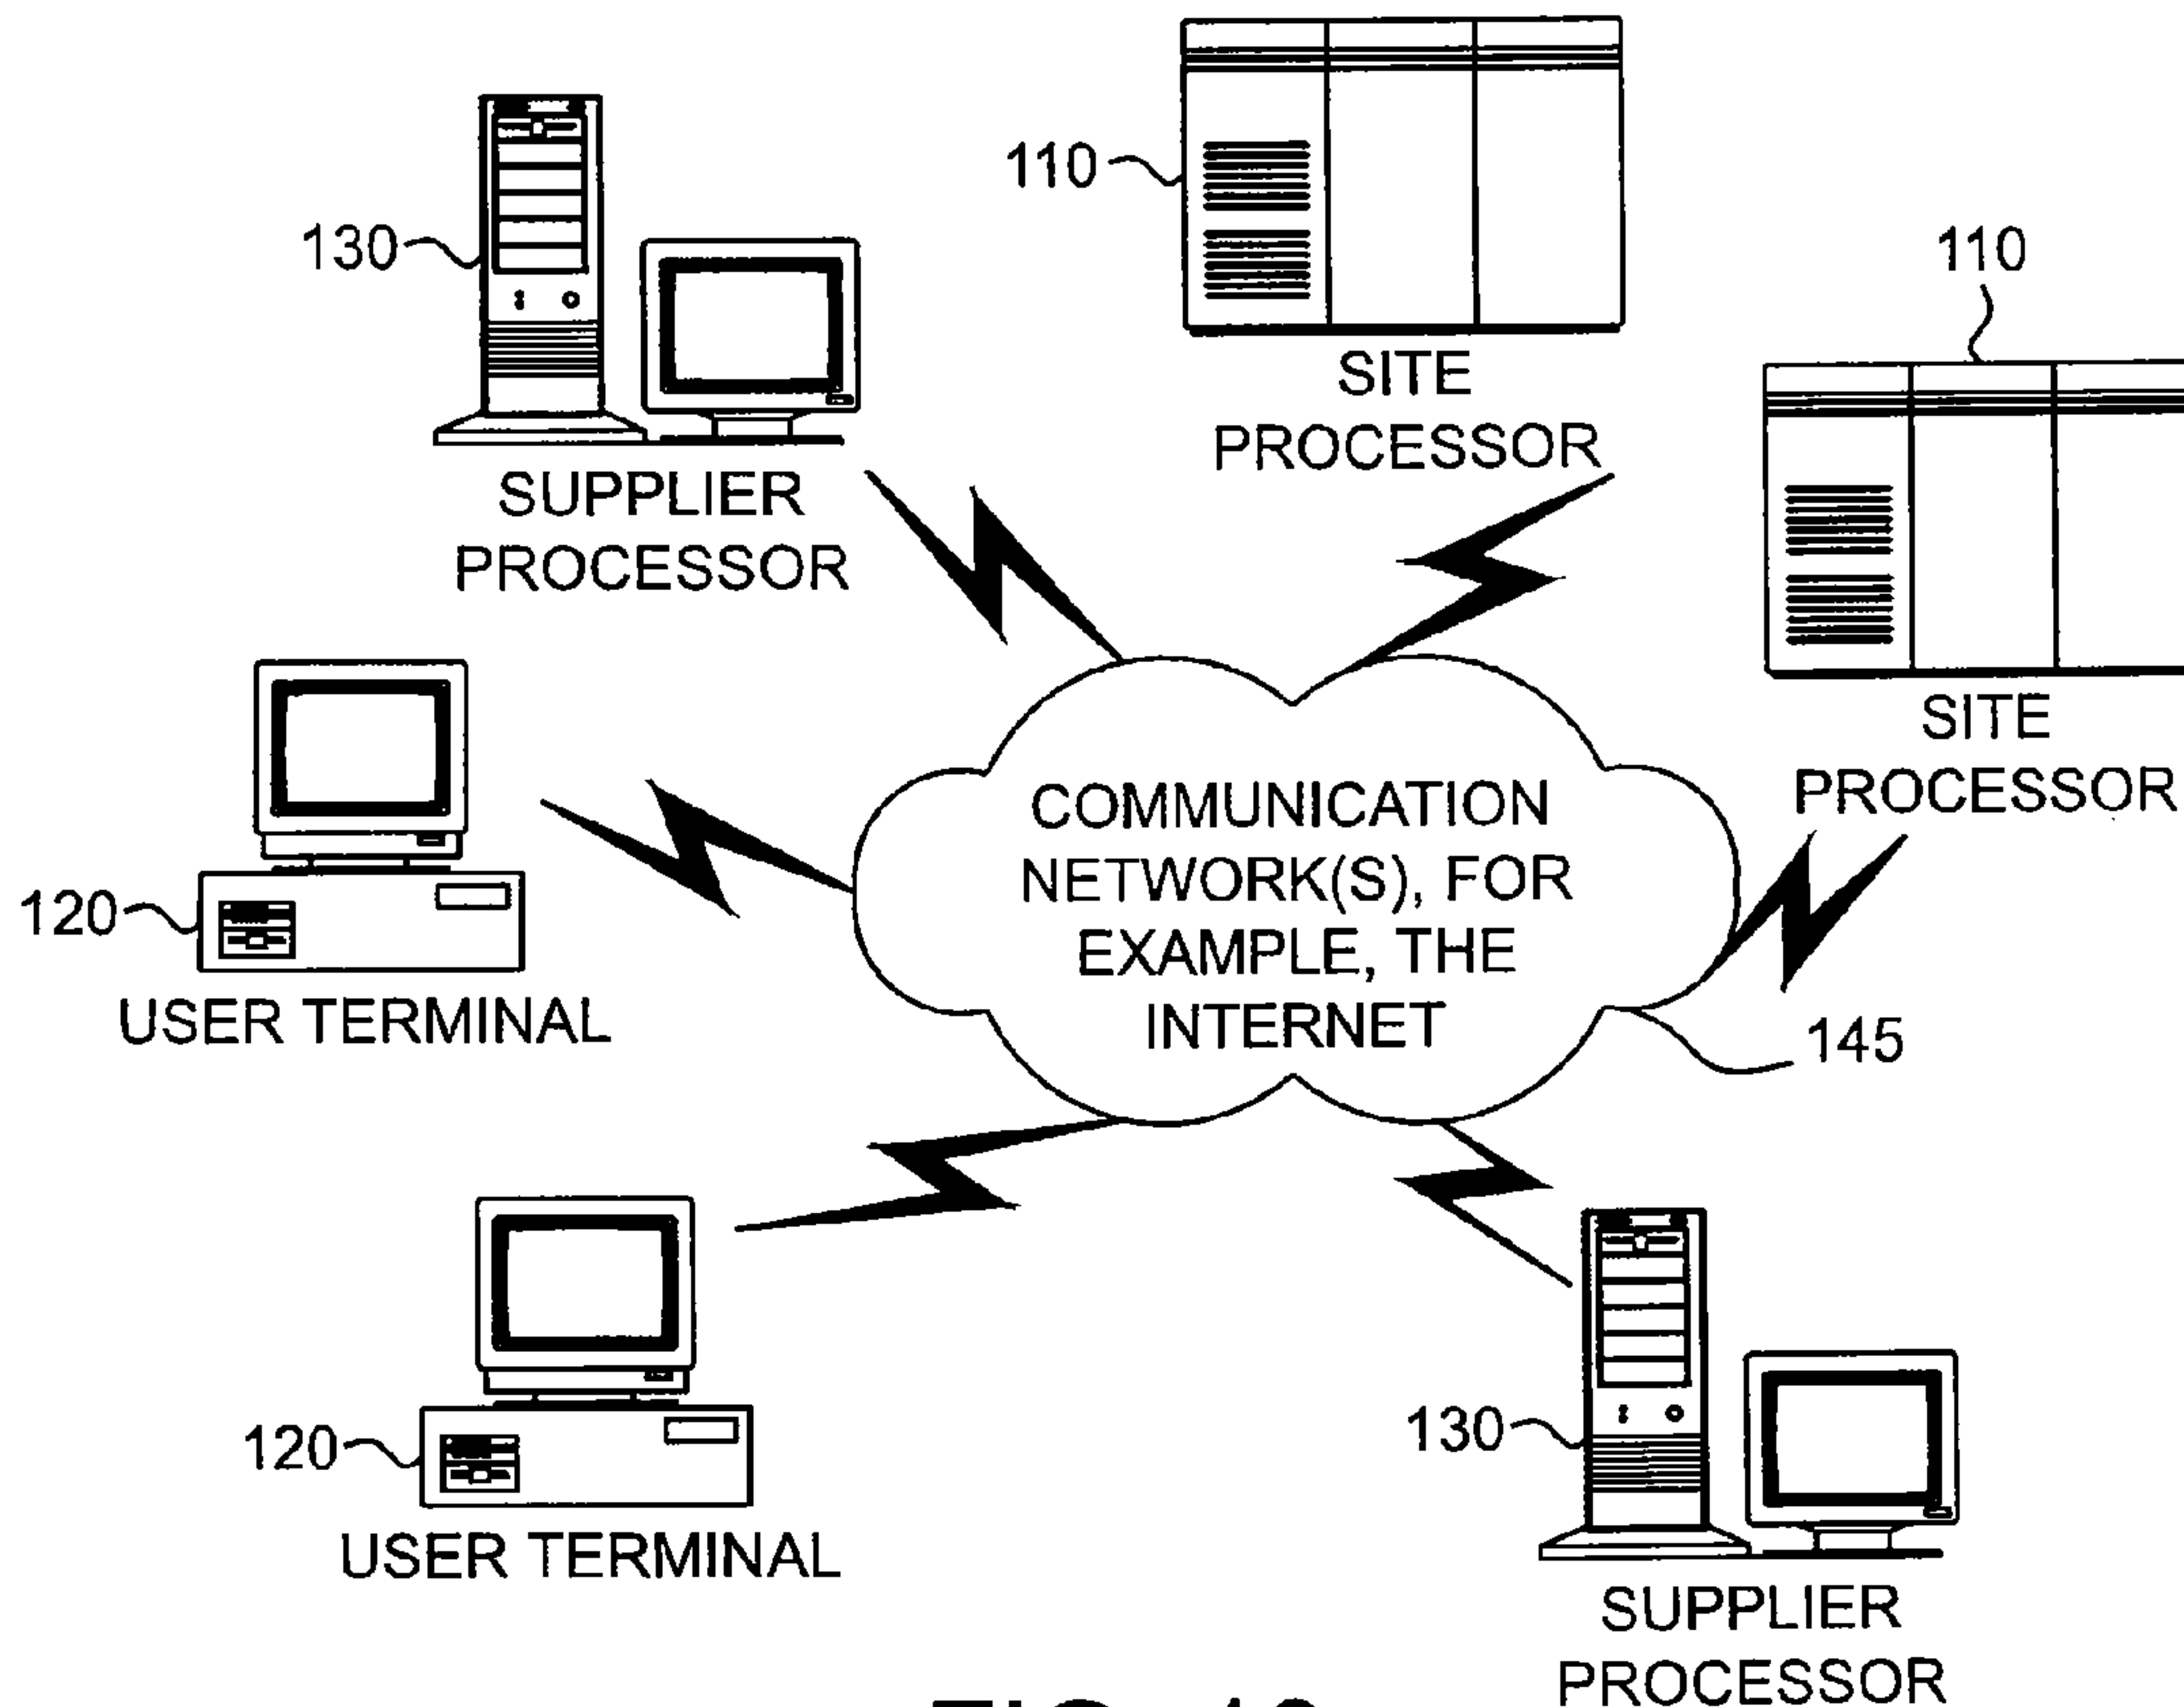 110
130
110
SITE
PROCESSOR
SUPPLIER
PROCESSOR
SITE
PROCESSOR
COMMUNICATION
NETWORK(S), FOR
EXAMPLE, THE
INTERNET
120
USER TERMINAL
145
120
USER TERMINAL
130
SUPPLIER
PROCESSOR